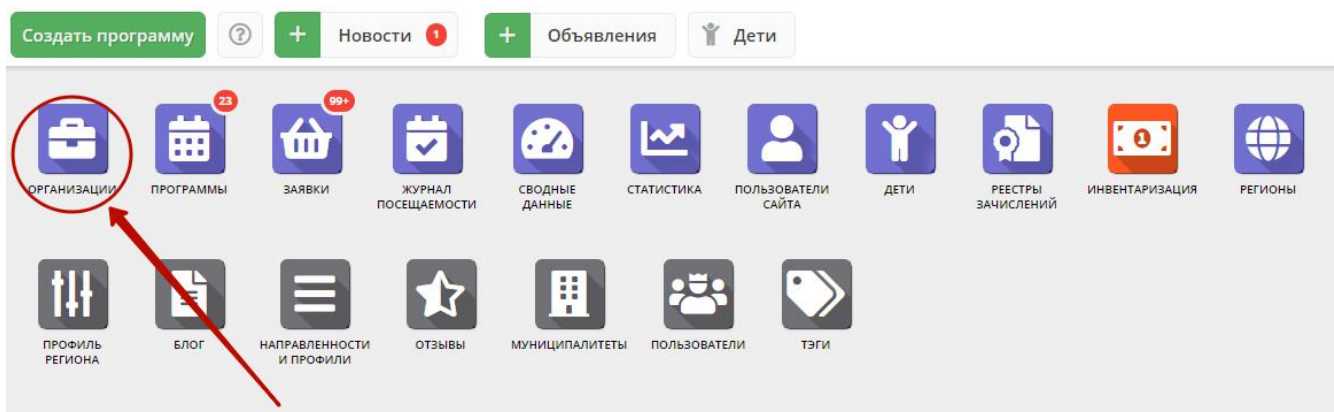 Создать программу ? + Новости 1 + Объявления Дети
23 99+
1
ОРГАНИЗАЦИИ ПРОГРАММЫ ЗАЯВКИ ЖУРНАЛ СВОДНЫЕ СТАТИСТИКА ПОЛЬЗОВАТЕЛИ ДЕТИ РЕЕСТРЫ ИНВЕНТАРИЗАЦИЯ РЕГИОНЫ
ПОСЕЩАЕМОСТИ ДАННЫЕ САЙТА ЗАЧИСЛЕНИЙ
ПРОФИЛЬ БЛОГ НАПРАВЛЕННОСТИ ОТЗЫВЫ МУНИЦИПАЛИТЕТЫ ПОЛЬЗОВАТЕЛИ ТЭГИ
РЕГИОНА И ПРОФИЛИ